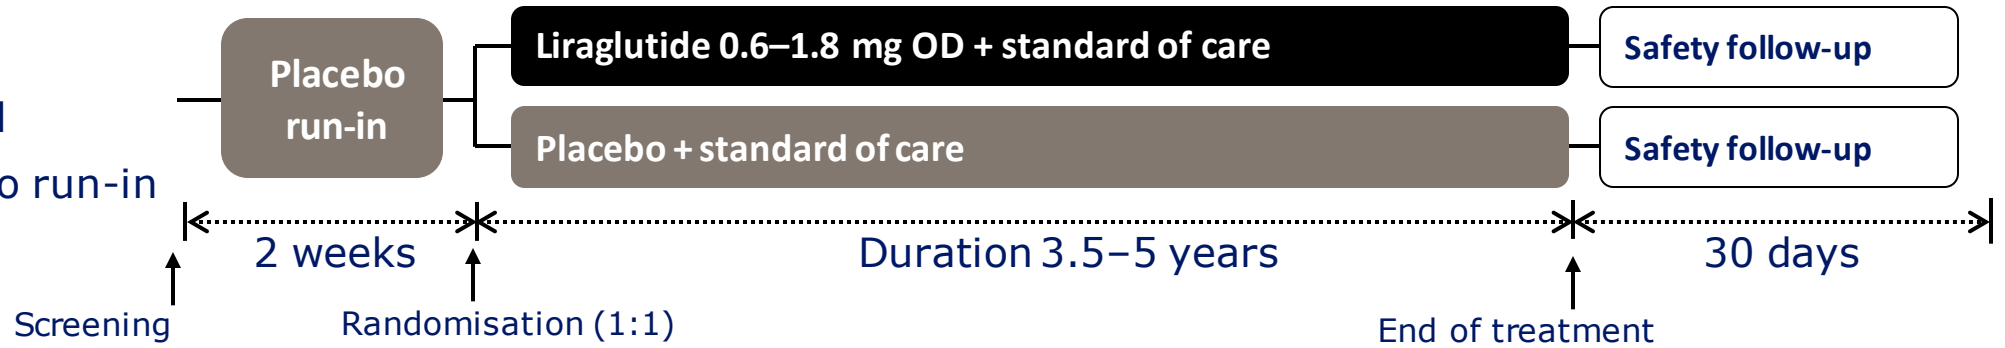 Placebo
run-in
Liraglutide 0.6–1.8 mg OD + standard of care
Safety follow-up
Placebo + standard of care
Safety follow-up
run-in
2 weeks
Duration 3.5–5 years
30 days
Screening
Randomisation (1:1)
End of treatment